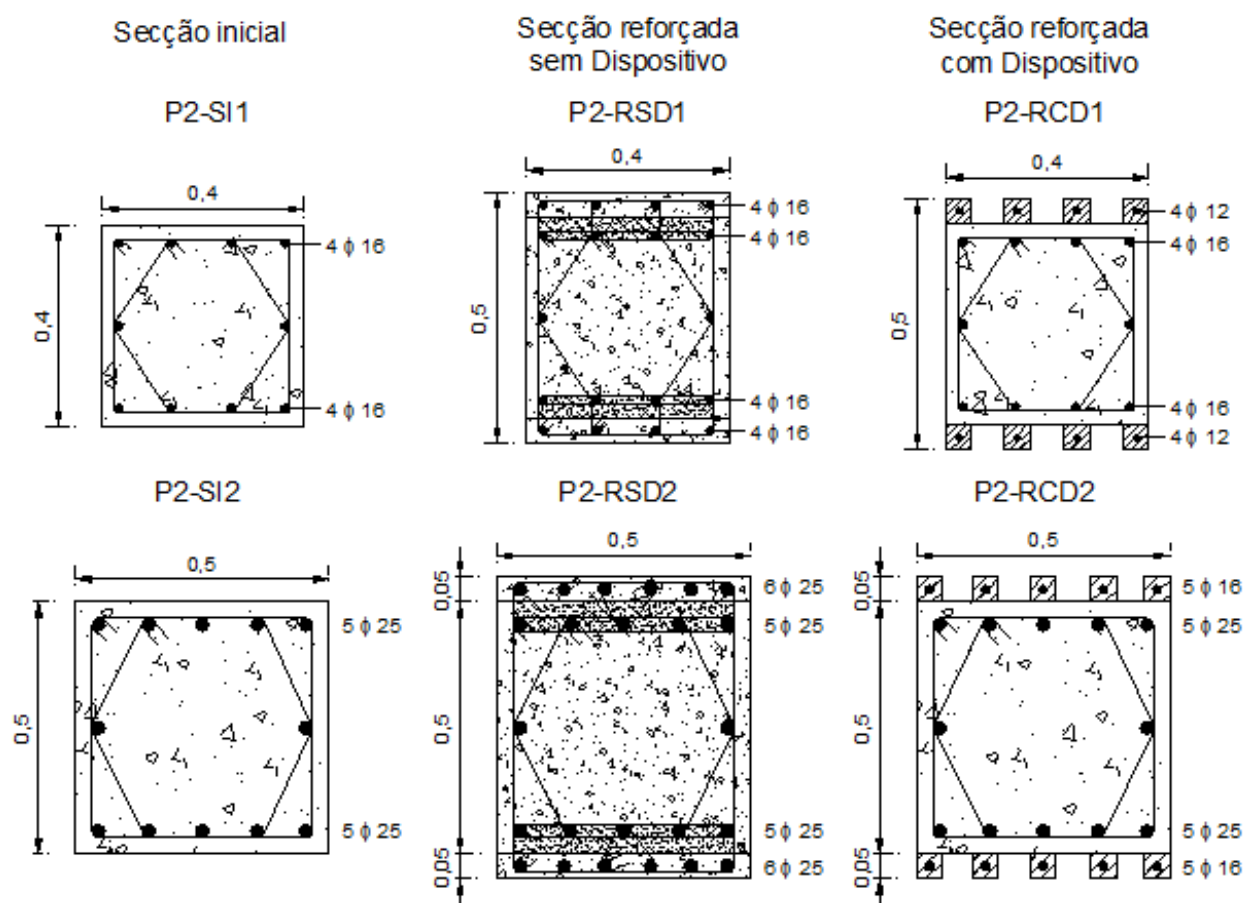 Secção inicial
Secção reforçada
sem Dispositivo
Secção reforçada
com Dispositivo
P2-SI1
P2-RSD1
P2-RCD1
0,4
0,4
4 ϕ 16
4 ϕ 16
0,4
0,5
4 ϕ 16
4 ϕ 16
4 ϕ 16
4 ϕ 16
0,4
0,5
4 ϕ 12
4 ϕ 16
4 ϕ 16
4 ϕ 12
P2-SI2
P2-RSD2
P2-RCD2
0,5
0,5
5 ϕ 25
5 ϕ 25
0,5
0,05
0,5
0,05
6 ϕ 25
5 ϕ 25
5 ϕ 25
6 ϕ 25
0,5
0,05
0,5
0,05
5 ϕ 16
5 ϕ 25
5 ϕ 25
5 ϕ 16